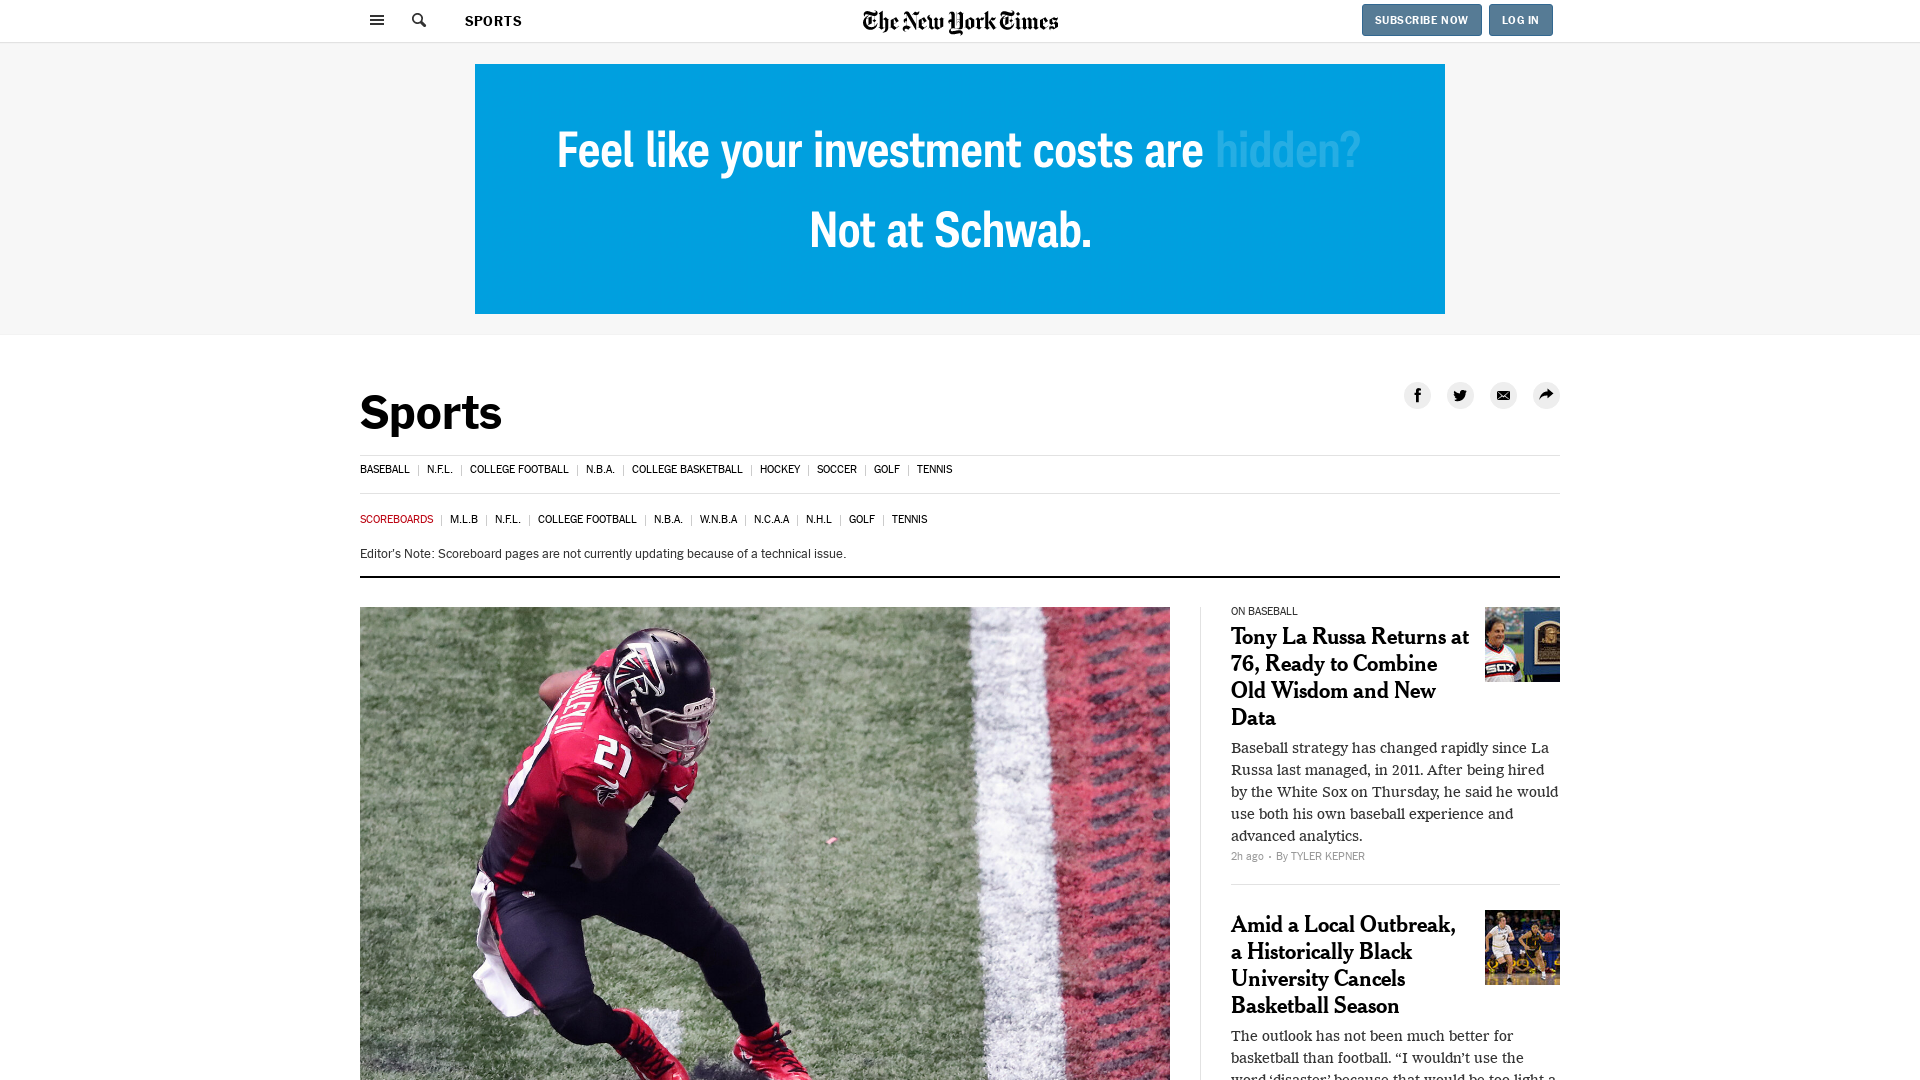 SPORTS
The New York Times
SUBSCRIBE NOW
LOG IN
Feel like your investment costs are hidden?
Not at Schwab.
Sports
BASEBALL | N.F.L. | COLLEGE FOOTBALL | N.B.A. | COLLEGE BASKETBALL | HOCKEY | SOCCER | GOLF | TENNIS
SCOREBOARDS | M.L.B | N.F.L. | COLLEGE FOOTBALL | N.B.A. | W.N.B.A | N.C.A.A | N.H.L | GOLF | TENNIS
Editor's Note: Scoreboard pages are not currently updating because of a technical issue.
GURLEY II
21
ON BASEBALL
Tony La Russa Returns at
76, Ready to Combine
Old Wisdom and New
Data
SOX
Baseball strategy has changed rapidly since La
Russa last managed, in 2011. After being hired
by the White Sox on Thursday, he said he would
use both his own baseball experience and
advanced analytics.
2h ago • By TYLER KEPNER
Amid a Local Outbreak,
a Historically Black
University Cancels
Basketball Season
The outlook has not been much better for
basketball than football. “I wouldn’t use the
word ‘disaster’ because that would be too light a